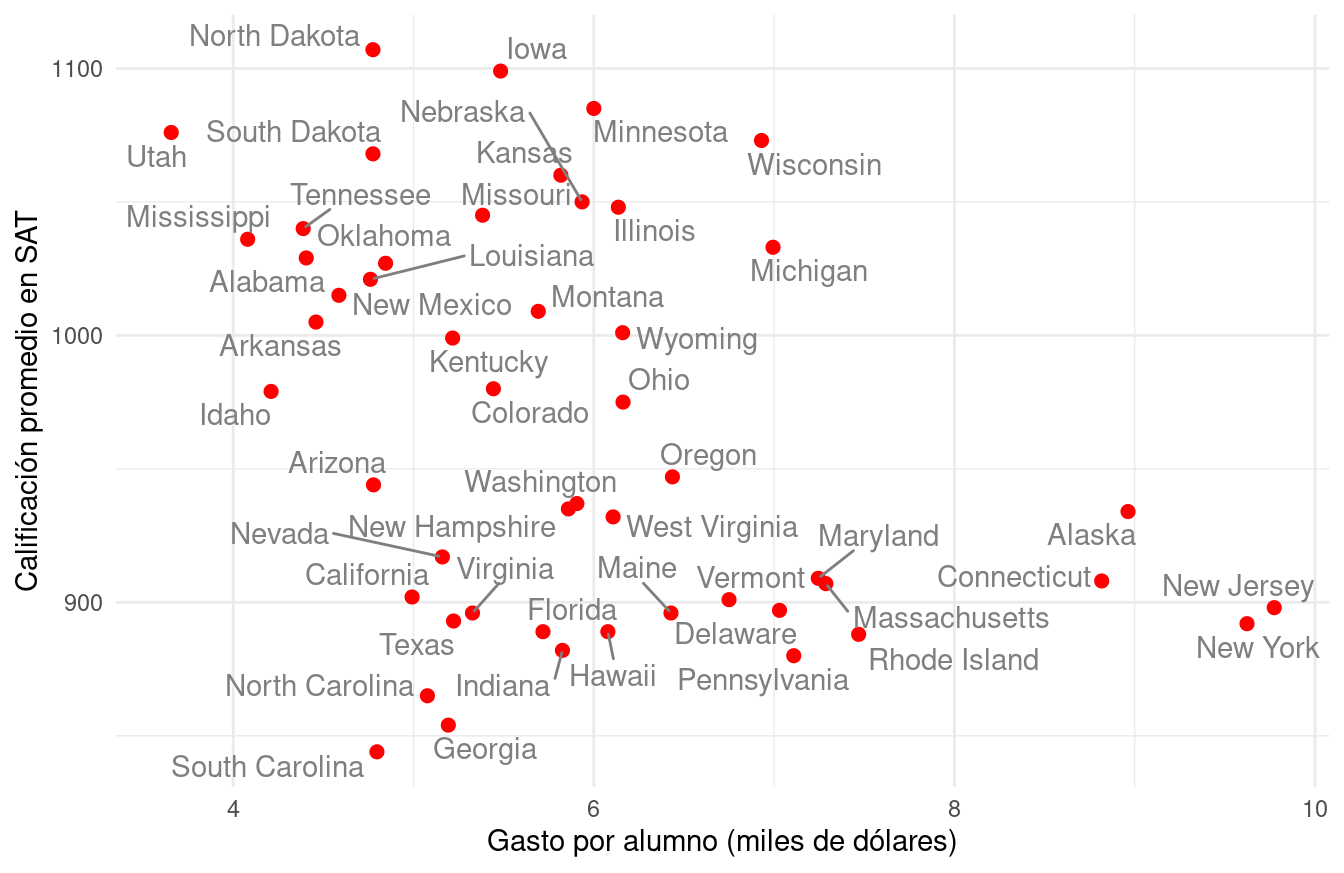 North Dakota
Iowa
1100
Nebraska
South Dakota
Minnesota
Utah
Kansas
Wisconsin
Tennessee
Missouri
Mississippi
Oklahoma
Illinois
Louisiana
Michigan
Alabama
New Mexico
Montana
1000
Wyoming
Arkansas
Kentucky
Ohio
Idaho
Colorado
Arizona
Oregon
Washington
Nevada
New Hampshire
West Virginia
Maryland
Alaska
California
Virginia
Maine
Vermont
Connecticut
New Jersey
900
Florida
Massachusetts
Texas
Delaware
New York
Rhode Island
North Carolina
Indiana
Hawaii
Pennsylvania
Georgia
South Carolina
Calificación promedio en SAT
4
6
8
10
Gasto por alumno (miles de dólares)